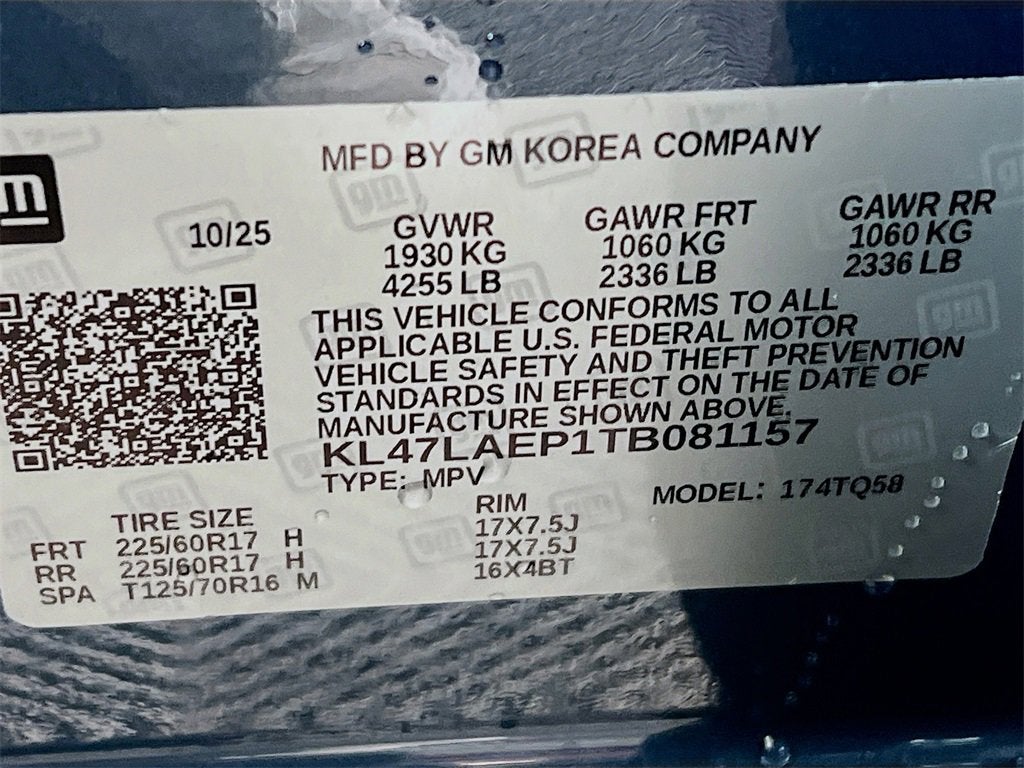 MFD BY GM KOREA COMPANY
gm
10/25
GVWR GAWR FRT GAWR RR
1930 KG 1060 KG 1060 KG
4255 LB 2336 LB 2336 LB
THIS VEHICLE CONFORMS TO ALL
APPLICABLE U.S. FEDERAL MOTOR
VEHICLE SAFETY AND THEFT PREVENTION
STANDARDS IN EFFECT ON THE DATE OF
MANUFACTURE SHOWN ABOVE.
KL47LAEP1TB081157
TYPE: MPV MODEL: 174TQ58
TIRE SIZE RIM
FRT 225/60R17 H 17X7.5J
RR 225/60R17 H 17X7.5J
SPA T125/70R16 M 16X4BT